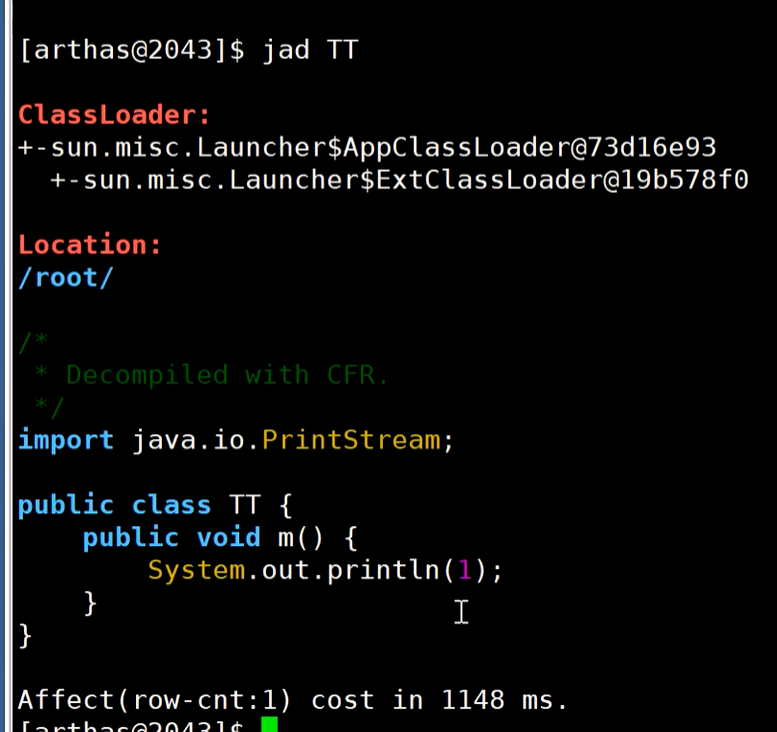 [arthas@2043]$ jad TT
ClassLoader:
+-sun.misc.Launcher$AppClassLoader@73d16e93
  +-sun.misc.Launcher$ExtClassLoader@19b578f0
Location:
/root/
/*
 * Decompiled with CFR.
 */
import java.io.PrintStream;
public class TT {
    public void m() {
        System.out.println(1);
    }
}
Affect(row-cnt:1) cost in 1148 ms.
[arthas@2043]$